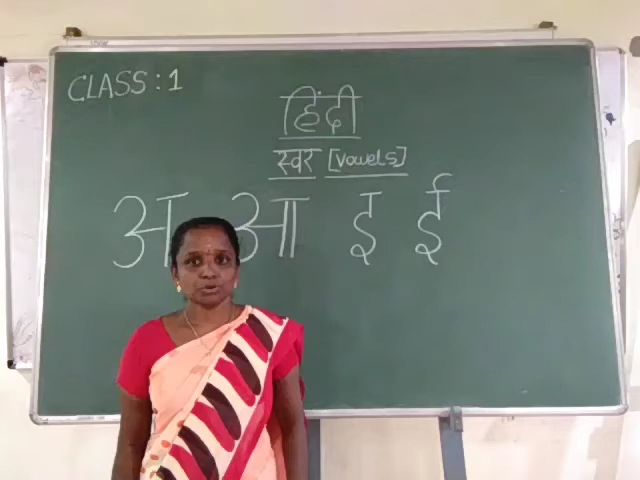 CLASS : 1
हिंदी
स्वर [vowels]
अ आ इ ई